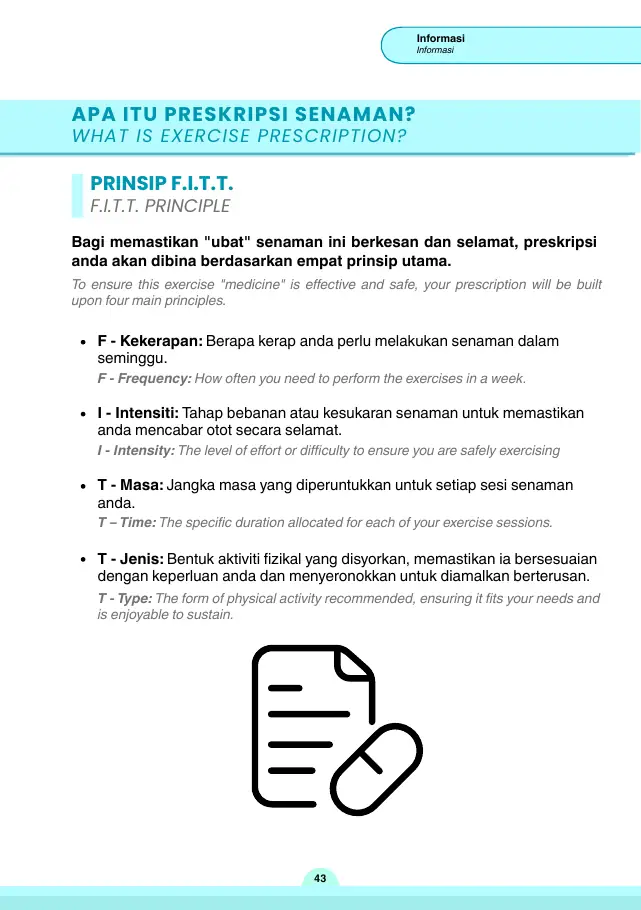 Informasi
Informasi
APA ITU PRESKRIPSI SENAMAN?
WHAT IS EXERCISE PRESCRIPTION?
PRINSIP F.I.T.T.
F.I.T.T. PRINCIPLE
Bagi memastikan "ubat" senaman ini berkesan dan selamat, preskripsi
anda akan dibina berdasarkan empat prinsip utama.
To ensure this exercise "medicine" is effective and safe, your prescription will be built
upon four main principles.
• F - Kekerapan: Berapa kerap anda perlu melakukan senaman dalam
seminggu.
F - Frequency: How often you need to perform the exercises in a week.
• I - Intensiti: Tahap bebanan atau kesukaran senaman untuk memastikan
anda mencabar otot secara selamat.
I - Intensity: The level of effort or difficulty to ensure you are safely exercising
• T - Masa: Jangka masa yang diperuntukkan untuk setiap sesi senaman
anda.
T – Time: The specific duration allocated for each of your exercise sessions.
• T - Jenis: Bentuk aktiviti fizikal yang disyorkan, memastikan ia bersesuaian
dengan keperluan anda dan menyeronokkan untuk diamalkan berterusan.
T - Type: The form of physical activity recommended, ensuring it fits your needs and
is enjoyable to sustain.
43